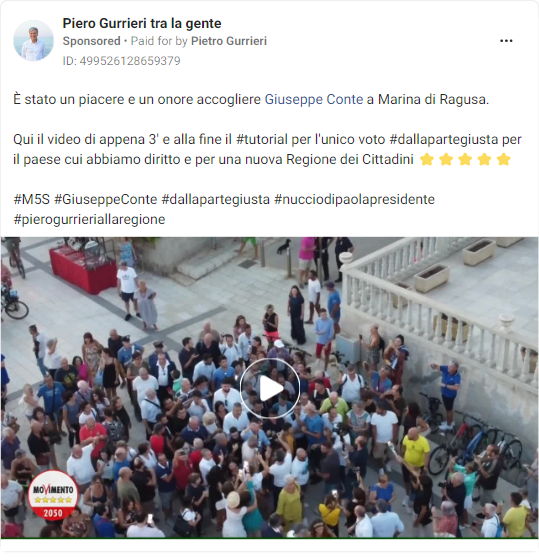 Piero Gurrieri tra la gente
Sponsored • Paid for by Pietro Gurrieri
ID: 499526128659379
È stato un piacere e un onore accogliere Giuseppe Conte a Marina di Ragusa.
Qui il video di appena 3' e alla fine il #tutorial per l'unico voto #dallapartegiusta per
il paese cui abbiamo diritto e per una nuova Regione dei Cittadini ⭐⭐⭐⭐⭐
#M5S #GiuseppeConte #dallapartegiusta #nucciodipaolapresidente
#pierogurrieriallaregione
MOVIMENTO
2050